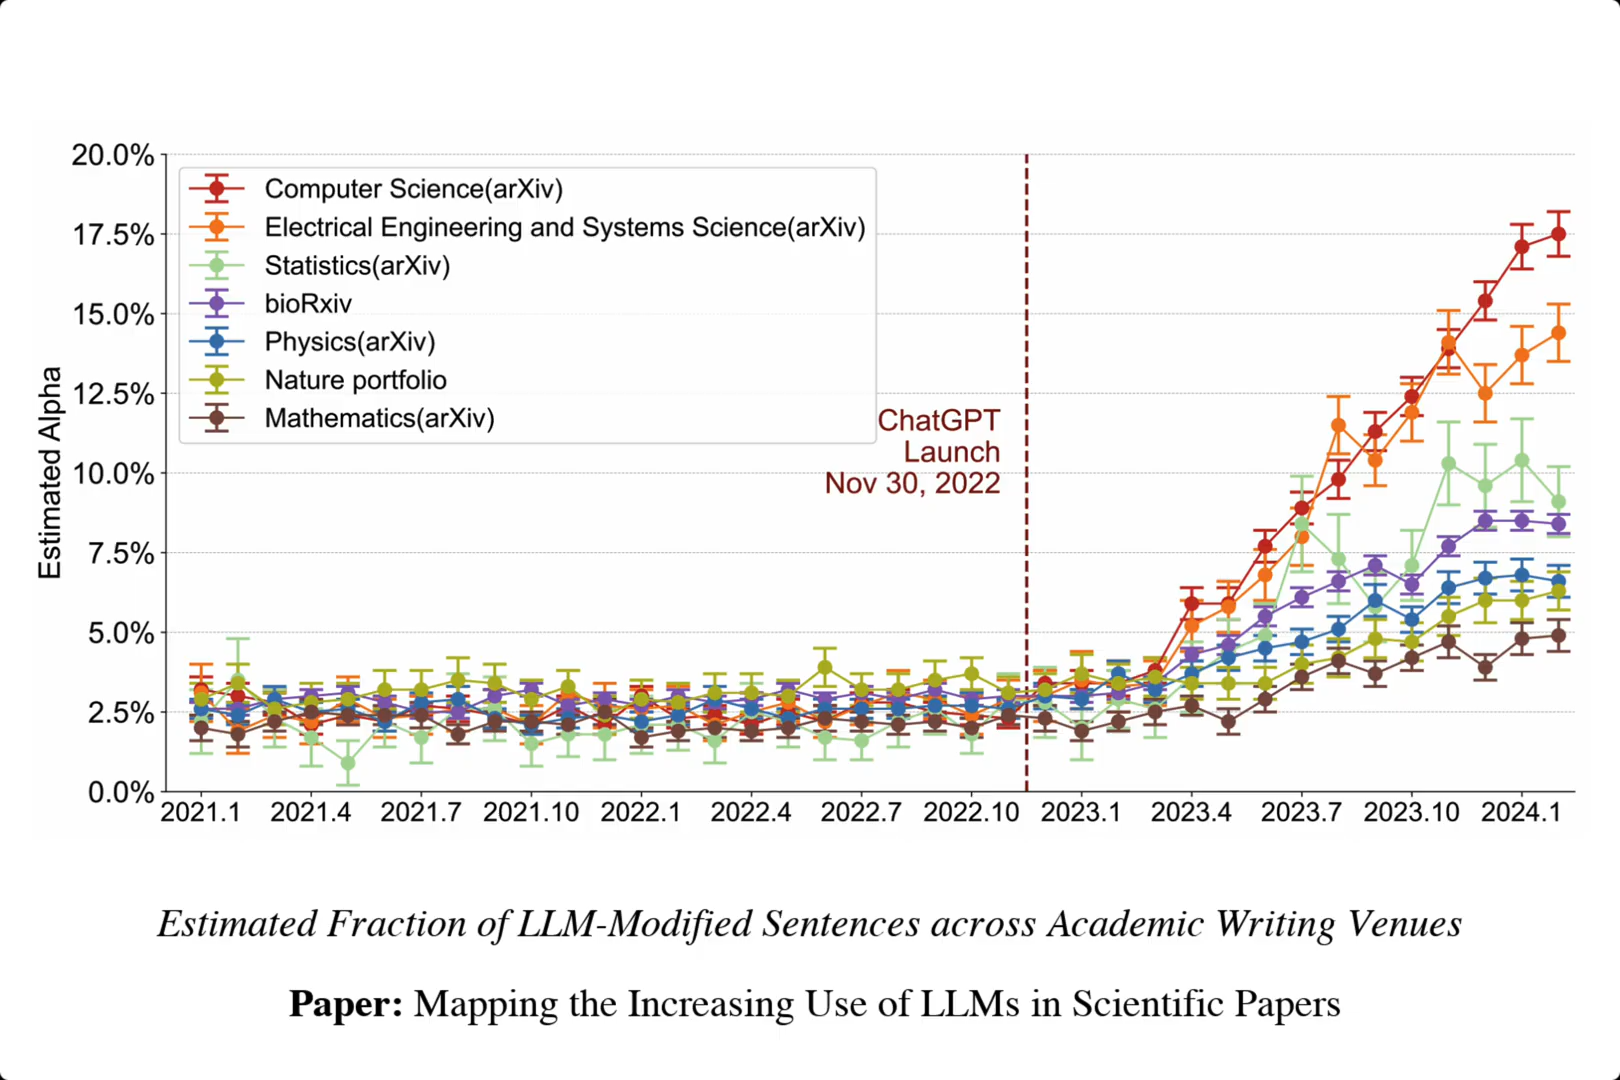 20.0%
17.5%
15.0%
12.5%
10.0%
7.5%
5.0%
2.5%
0.0%
Estimated Alpha
Computer Science(arXiv)
Electrical Engineering and Systems Science(arXiv)
Statistics(arXiv)
bioRxiv
Physics(arXiv)
Nature portfolio
Mathematics(arXiv)
ChatGPT
Launch
Nov 30, 2022
2021.1 2021.4 2021.7 2021.10 2022.1 2022.4 2022.7 2022.10 2023.1 2023.4 2023.7 2023.10 2024.1
Estimated Fraction of LLM-Modified Sentences across Academic Writing Venues
Paper: Mapping the Increasing Use of LLMs in Scientific Papers